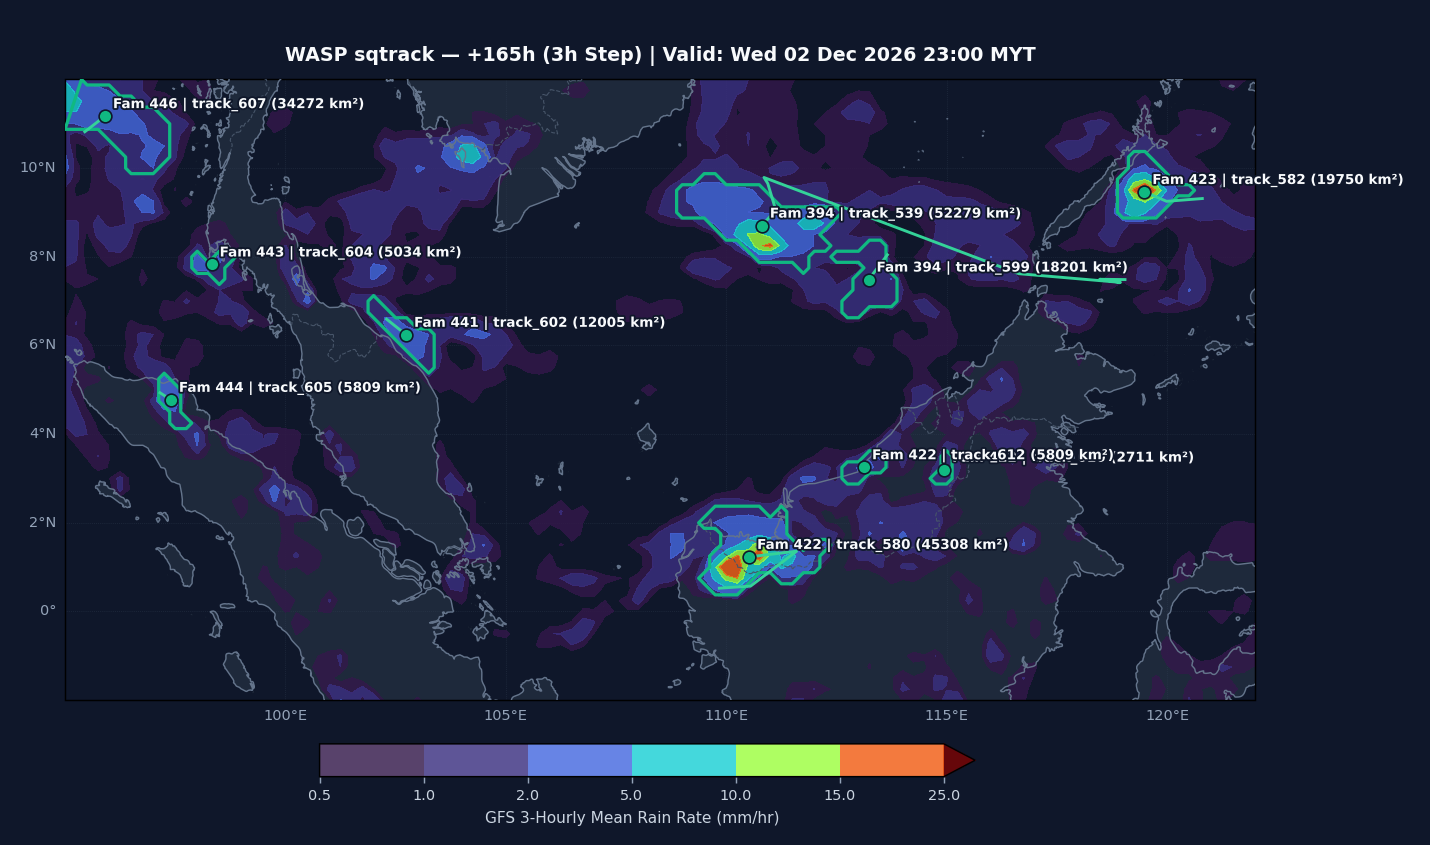 WASP sqtrack — +165h (3h Step) | Valid: Wed 02 Dec 2026 23:00 MYT
Fam 446 | track_607 (34272 km²)
Fam 423 | track_582 (19750 km²)
Fam 394 | track_539 (52279 km²)
Fam 443 | track_604 (5034 km²)
Fam 394 | track_599 (18201 km²)
Fam 441 | track_602 (12005 km²)
Fam 444 | track_605 (5809 km²)
Fam 422 | track_612 (5809 km²)
(2711 km²)
Fam 422 | track_580 (45308 km²)
10°N
8°N
6°N
4°N
2°N
0°
100°E 105°E 110°E 115°E 120°E
0.5 1.0 2.0 5.0 10.0 15.0 25.0
GFS 3-Hourly Mean Rain Rate (mm/hr)